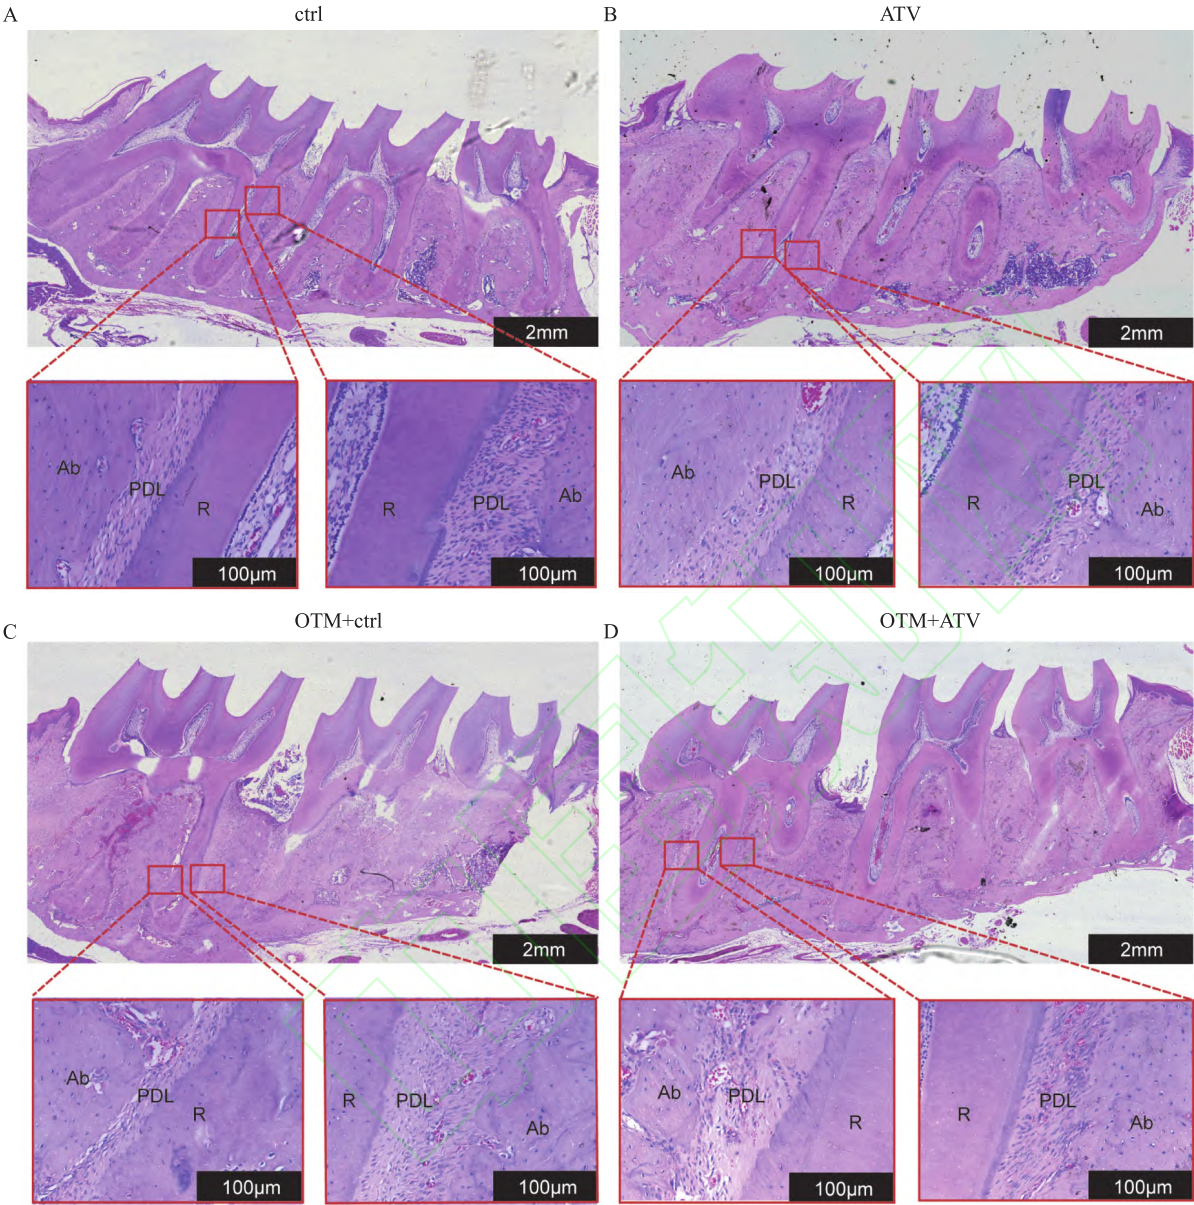 A ctrl B ATV
2mm 2mm
Ab PDL R 100μm R PDL Ab 100μm Ab PDL R 100μm R PDL Ab 100μm
C OTM+ctrl D OTM+ATV
2mm 2mm
Ab PDL R 100μm R PDL Ab 100μm Ab PDL R 100μm R PDL Ab 100μm